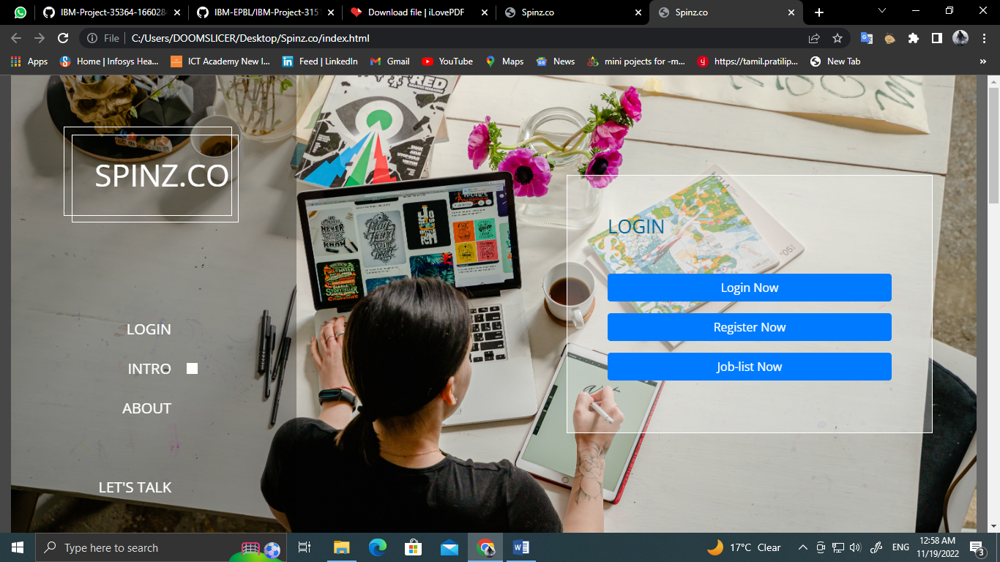 IBM-Project-35364-1660284
IBM-EPBL/IBM-Project-3151
Download file | iLovePDF
Spinz.co
Spinz.co
File
C:/Users/DOOMSLICER/Desktop/Spinz.co/index.html
Apps
Home | Infosys Hea...
ICT Academy New I...
Feed | LinkedIn
Gmail
YouTube
Maps
News
mini pojects for -m...
https://tamil.pratilip...
New Tab
»
SPINZ.CO
LOGIN
INTRO
ABOUT
LET'S TALK
LOGIN
Login Now
Register Now
Job-list Now
Type here to search
17°C Clear
ENG
12:58 AM
11/19/2022
3